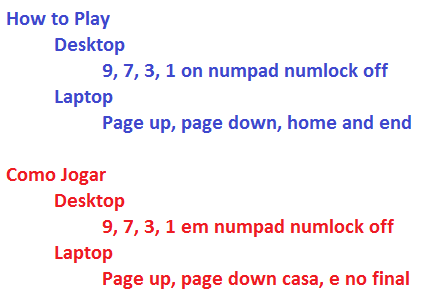 How to Play
Desktop
9, 7, 3, 1 on numpad numlock off
Laptop
Page up, page down, home and end
Como Jogar
Desktop
9, 7, 3, 1 em numpad numlock off
Laptop
Page up, page down casa, e no final